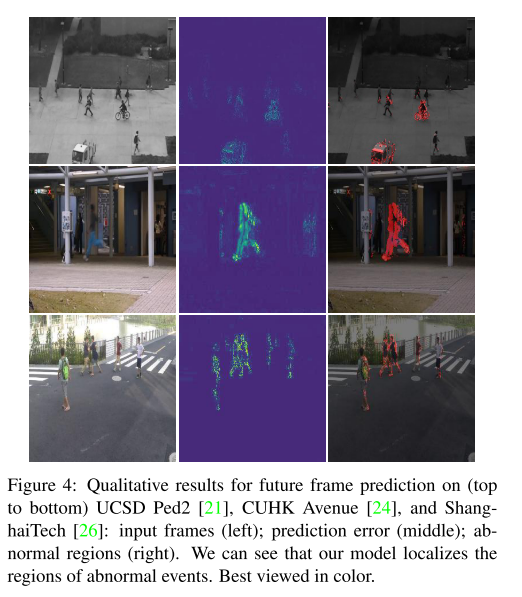 Figure 4: Qualitative results for future frame prediction on (top
to bottom) UCSD Ped2 [21], CUHK Avenue [24], and Shang-
haiTech [26]: input frames (left); prediction error (middle); ab-
normal regions (right). We can see that our model localizes the
regions of abnormal events. Best viewed in color.